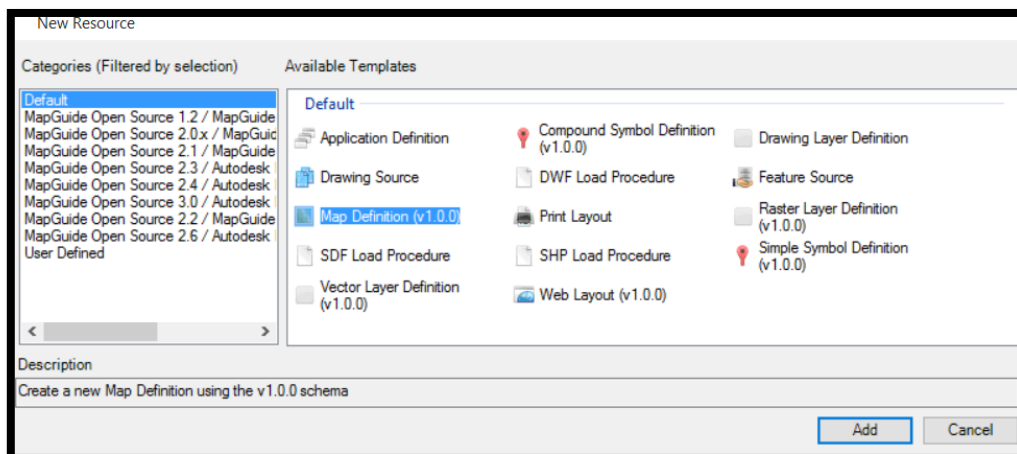 New Resource
Categories (Filtered by selection)
Available Templates
Default
MapGuide Open Source 1.2 / MapGuide
MapGuide Open Source 2.0.x / MapGuid
MapGuide Open Source 2.1 / MapGuide
MapGuide Open Source 2.3 / Autodesk
MapGuide Open Source 2.4 / Autodesk
MapGuide Open Source 3.0 / Autodesk
MapGuide Open Source 2.2 / MapGuide
MapGuide Open Source 2.6 / Autodesk
User Defined
Default
Application Definition
Compound Symbol Definition
(v1.0.0)
Drawing Layer Definition
Drawing Source
DWF Load Procedure
Feature Source
Map Definition (v1.0.0)
Print Layout
Raster Layer Definition
(v1.0.0)
SDF Load Procedure
SHP Load Procedure
Simple Symbol Definition
(v1.0.0)
Vector Layer Definition
(v1.0.0)
Web Layout (v1.0.0)
Description
Create a new Map Definition using the v1.0.0 schema
Add
Cancel